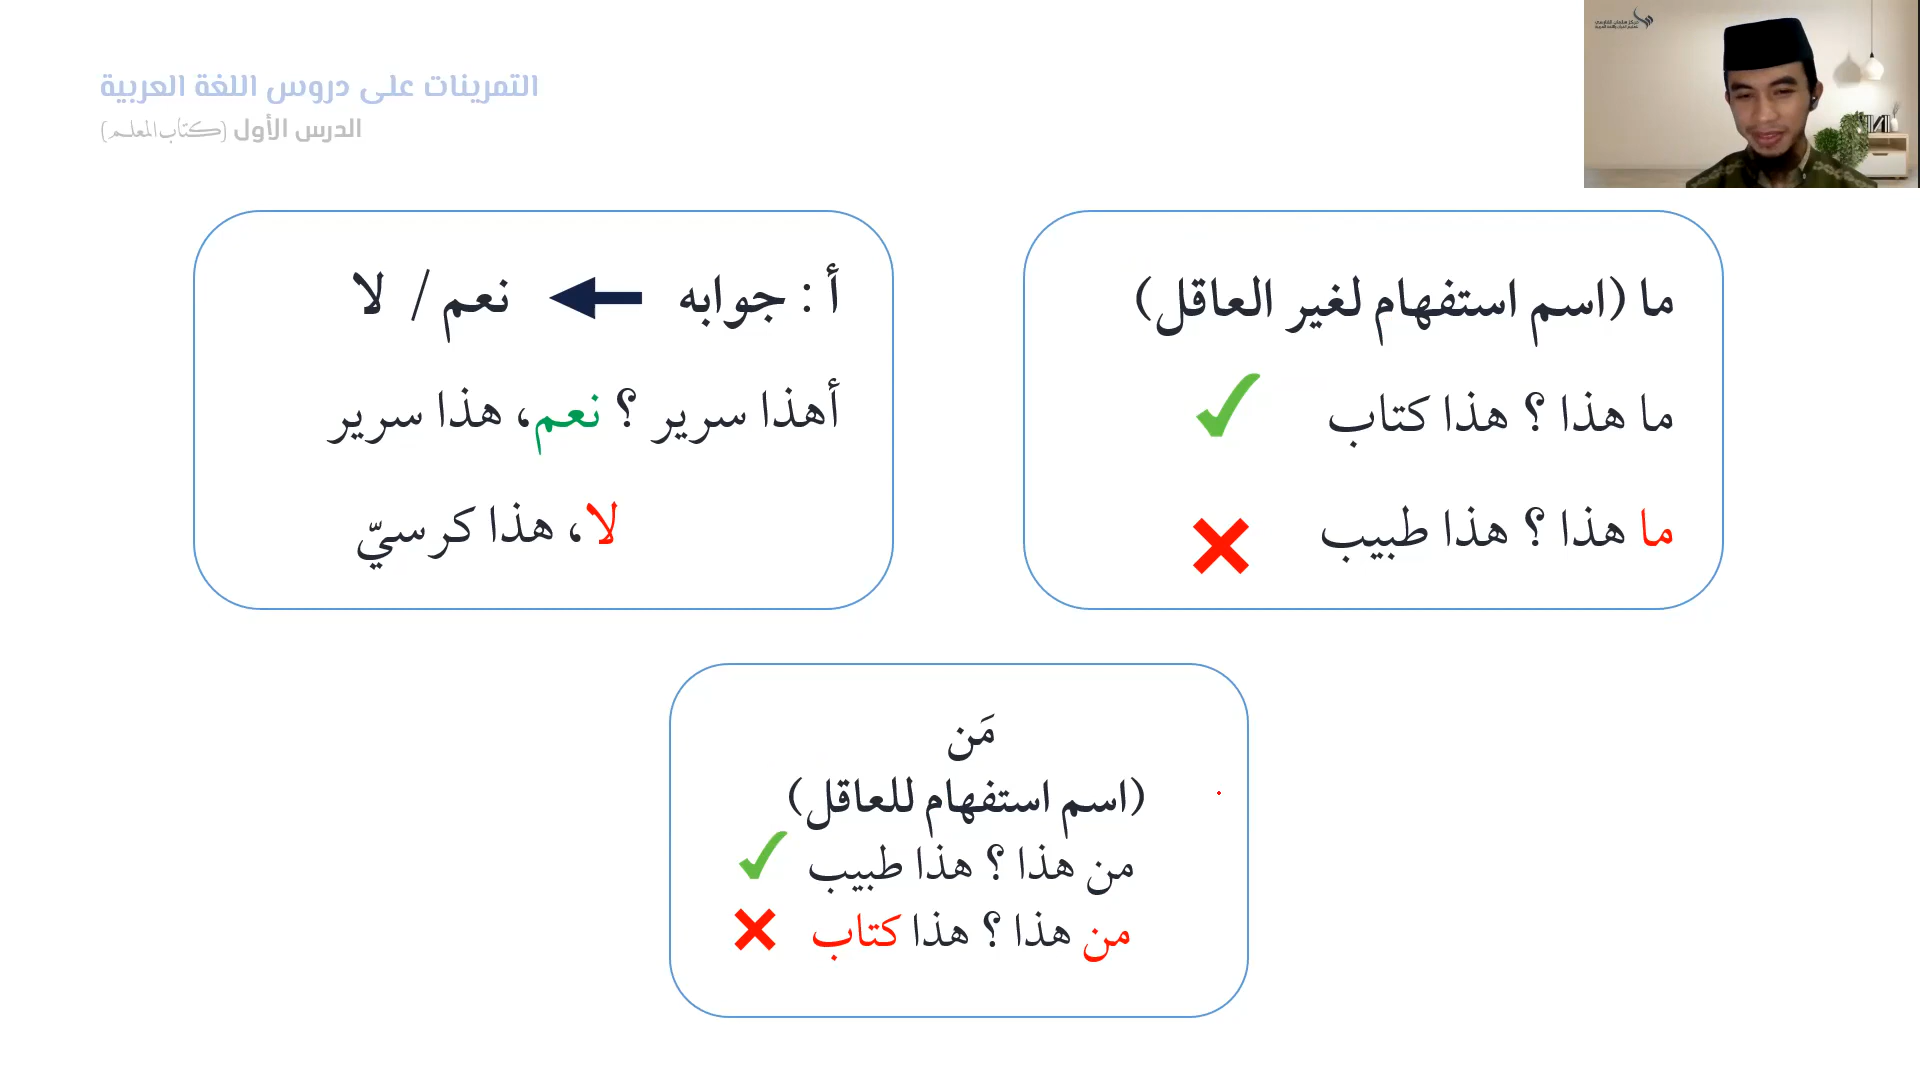 التمرينات على دروس اللغة العربية
الدرس الأول (كتاب المعلم)
ما (اسم استفهام لغير العاقل)
ما هذا ؟ هذا كتاب
ما هذا ؟ هذا طبيب
أ : جوابه نعم / لا
أهذا سرير ؟ نعم، هذا سرير
لا، هذا كرسيّ
مَن
(اسم استفهام للعاقل)
من هذا ؟ هذا طبيب
من هذا ؟ هذا كتاب